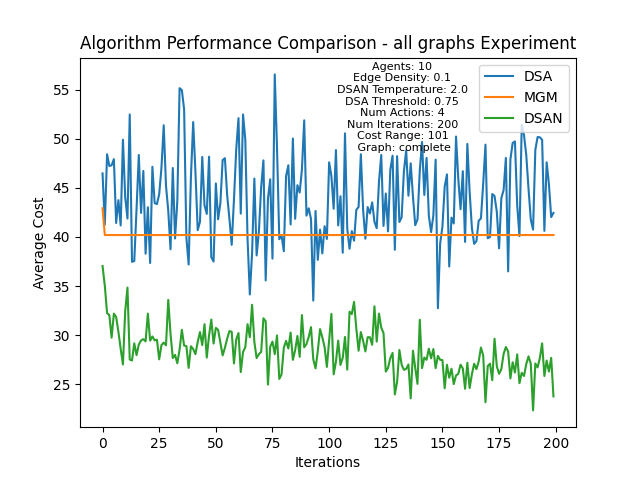 Algorithm Performance Comparison - all graphs Experiment
Agents: 10
Edge Density: 0.1
DSAN Temperature: 2.0
DSA Threshold: 0.75
Num Actions: 4
Num Iterations: 200
Cost Range: 101
Graph: complete
DSA
MGM
DSAN
Average Cost
55
50
45
40
35
30
25
0
25
50
75
100
125
150
175
200
Iterations